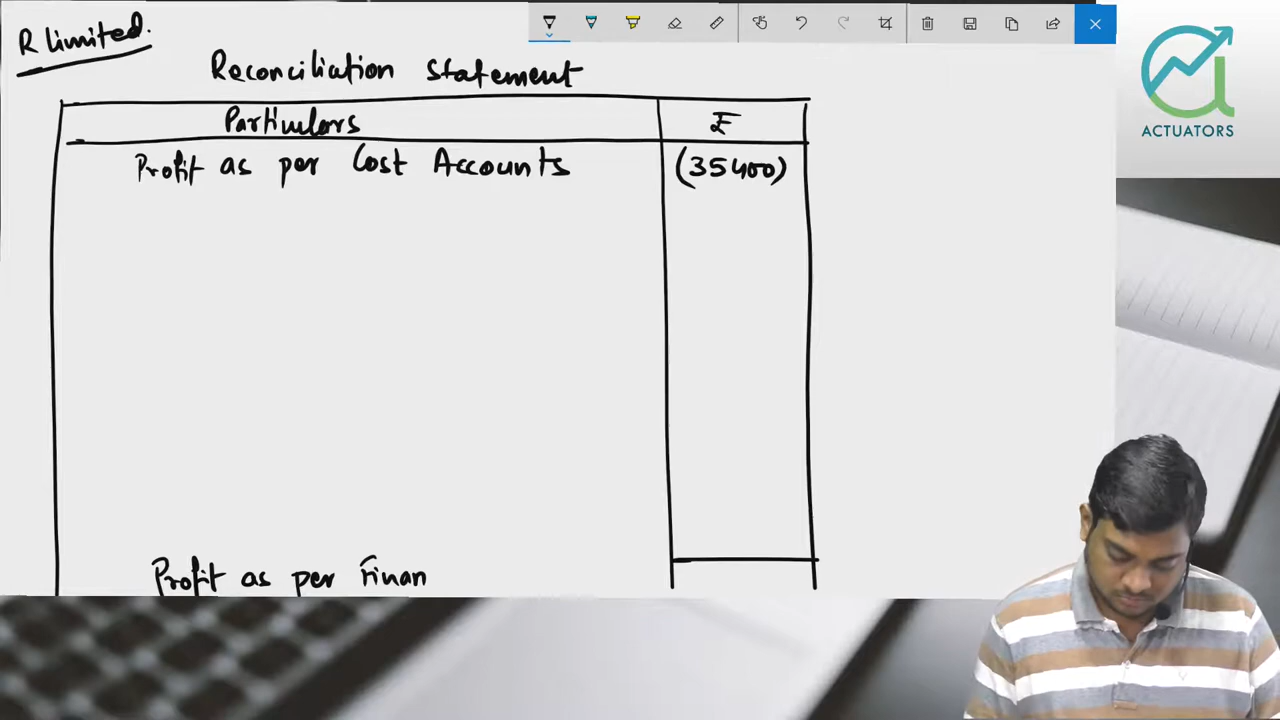 R Limited.
Reconciliation Statement
Particulars ₹
Profit as per Cost Accounts (35400)
Profit as per Finan
ACTUATORS